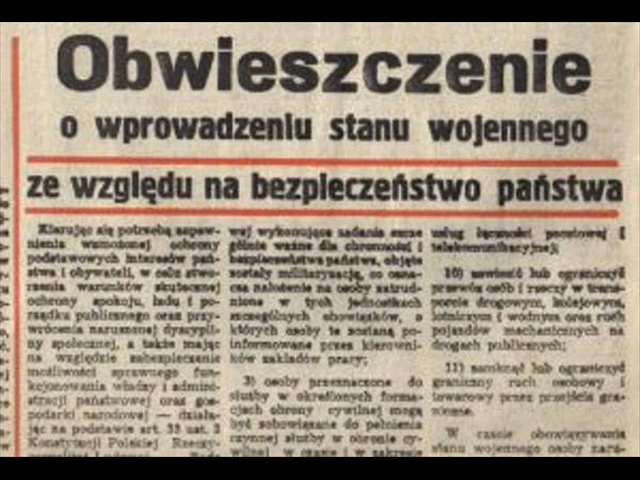 Obwieszczenie
o wprowadzeniu stanu wojennego
ze względu na bezpieczeństwo państwa
Kierując się potrzebą zapew-
nienia wzmożonej ochrony
podstawowych interesów pań-
stwa i obywateli, w celu stwo-
rzenia warunków skutecznej
ochrony spokoju, ładu i po-
rządku publicznego oraz przy-
wrócenia naruszonej dyscypli-
ny społecznej, a także mając
na względzie zabezpieczenie
możliwości sprawnego fun-
kcjonowania władzy i admini-
stracji państwowej oraz gos-
podarki narodowej — działa-
jąc na podstawie art. 33 ust. 2
Konstytucji Polskiej Rzeczy-
waj wykonujące zadania szcze-
gólnie ważne dla obronności i
bezpieczeństwa państwa, objęte
zostały militaryzacją, co ozna-
cza nałożenie na osoby zatrud-
nione w tych jednostkach
szczególnych obowiązków, o
których osoby te zostaną po-
informowane przez kierowni-
ków zakładów pracy;
3) osoby przeznaczone do
służby w określonych forma-
cjach obrony cywilnej mogą
być zobowiązane do pełnienia
czynnej służby w obronie cy-
wilnej w czasie i w zakresie
usług łączności pocztowej i
telekomunikacyjnej;
10) zawiesić lub ograniczyć
przewóz osób i rzeczy w trans-
porcie drogowym, kolejowym,
lotniczym i wodnym oraz ruch
pojazdów mechanicznych na
drogach publicznych;
11) zamknąć lub ograniczyć
graniczny ruch osobowy i
towarowy przez przejścia gra-
niczne.
W czasie obowiązywania
stanu wojennego osoby nara-